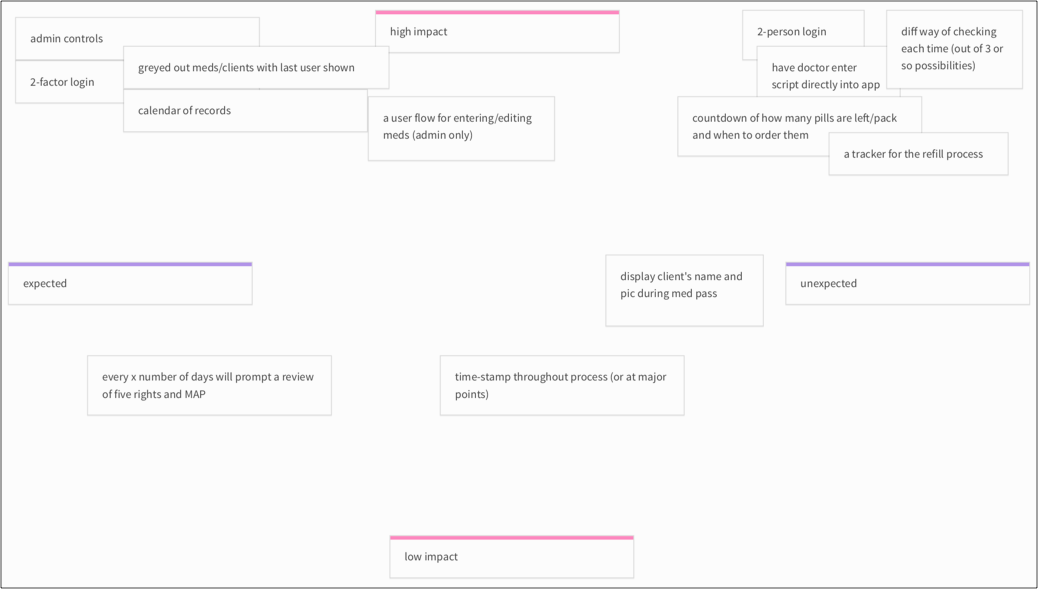 admin controls
2-factor login
greyed out meds/clients with last user shown
calendar of records
high impact
a user flow for entering/editing
meds (admin only)
2-person login
have doctor enter
script directly into app
diff way of checking
each time (out of 3 or
so possibilities)
countdown of how many pills are left/pack
and when to order them
a tracker for the refill process
expected
display client's name and
pic during med pass
unexpected
every x number of days will prompt a review
of five rights and MAP
time-stamp throughout process (or at major
points)
low impact